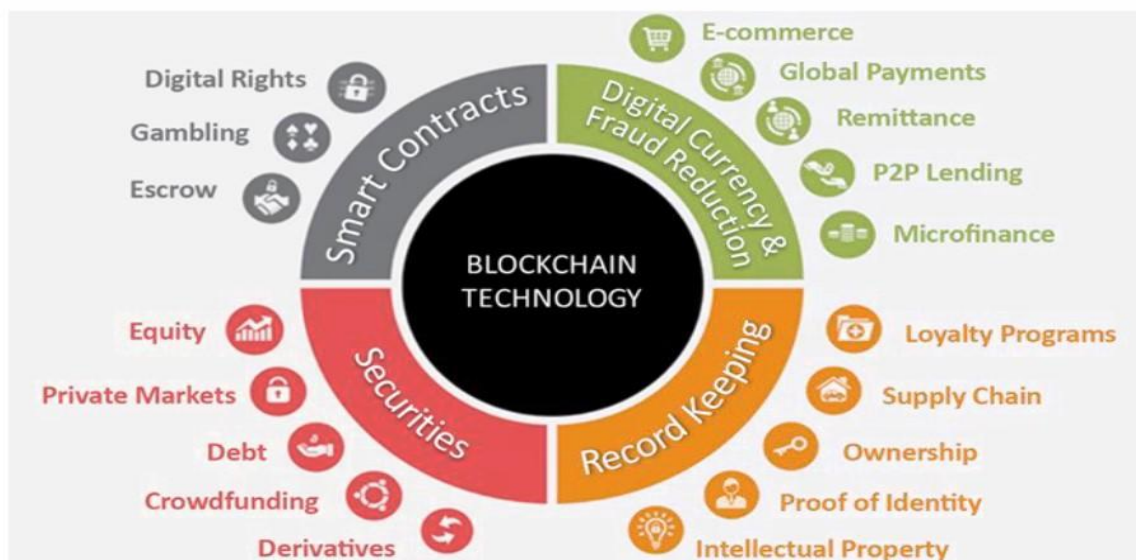 BLOCKCHAIN
TECHNOLOGY
Smart Contracts
Digital Rights
Gambling
Escrow
Digital Currency &
Fraud Reduction
E-commerce
Global Payments
Remittance
P2P Lending
Microfinance
Securities
Equity
Private Markets
Debt
Crowdfunding
Derivatives
Record Keeping
Loyalty Programs
Supply Chain
Ownership
Proof of Identity
Intellectual Property